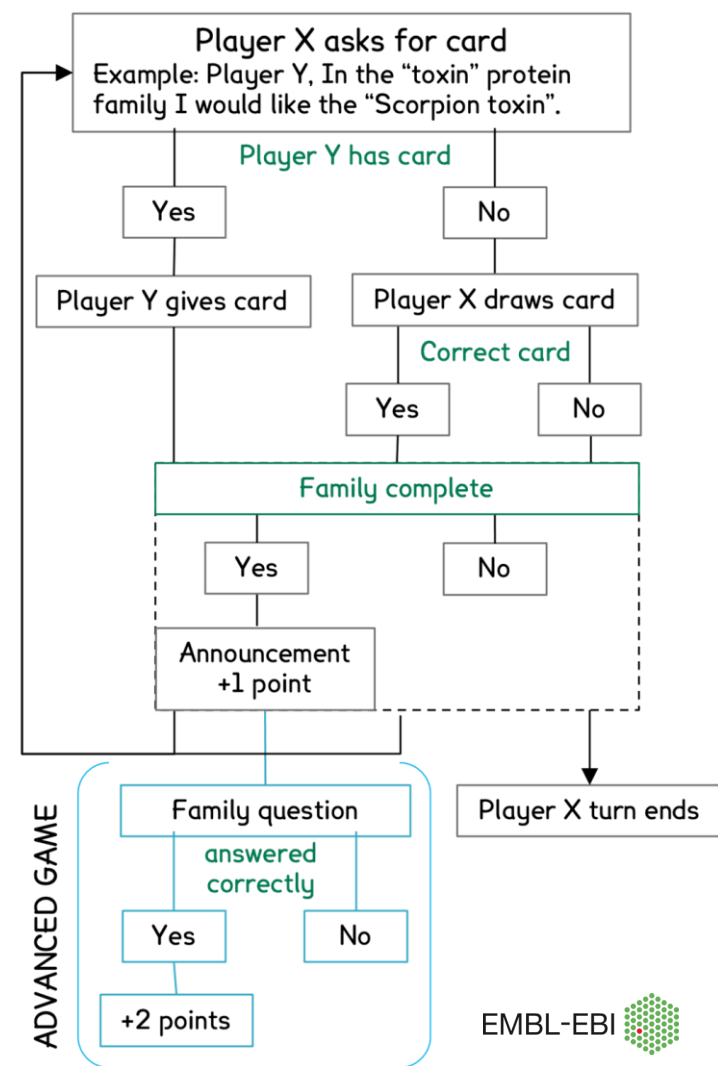 Player X asks for card
Example: Player Y, In the “toxin” protein
family I would like the “Scorpion toxin”.
Player Y has card
Yes
No
Player Y gives card
Player X draws card
Correct card
Yes
No
Family complete
Yes
No
Announcement
+1 point
Family question
Player X turn ends
answered
correctly
Yes
No
+2 points
ADVANCED GAME
EMBL-EBI